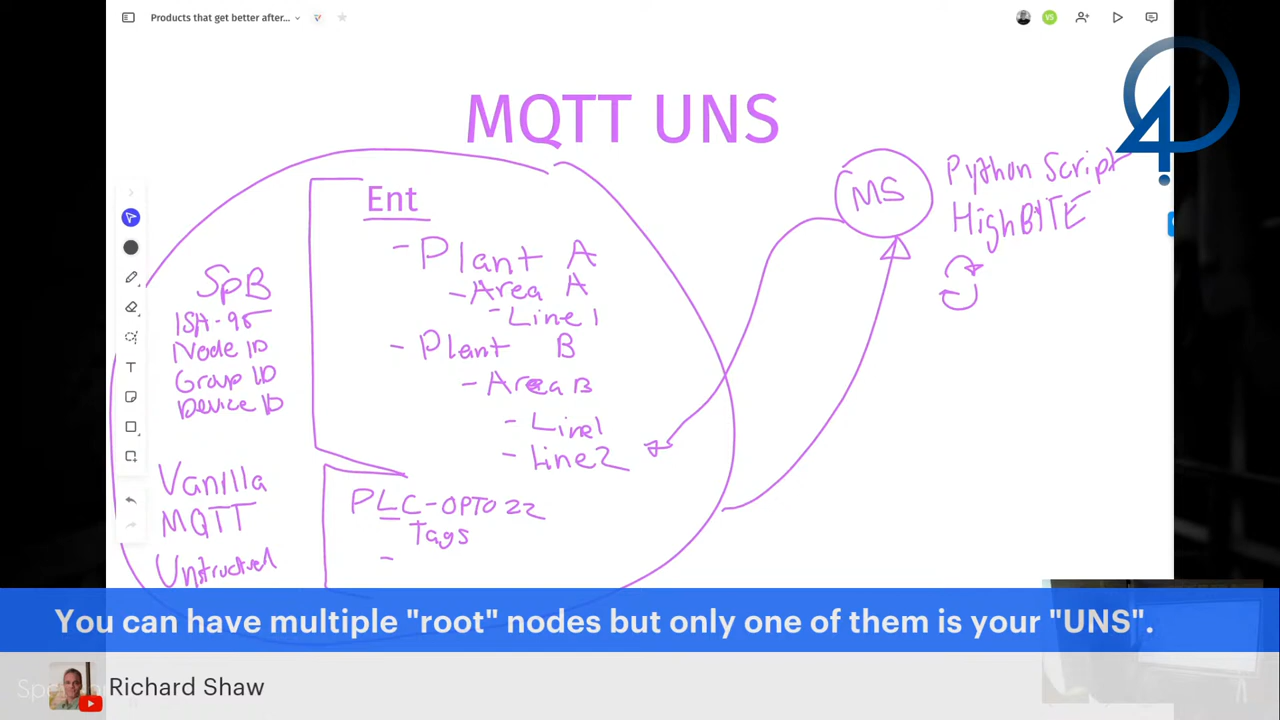 Products that get better after...
VS
MQTT UNS
Ent
- Plant A
- Area A
- Line 1
- Plant B
- Area B
- Line 1
- Line 2
SpB
ISA-95
Node ID
Group ID
Device ID
Vanilla
MQTT
Unstructured
PLC-OPTO 22
Tags
-
MS
Python Script
HighBYTE
4
You can have multiple "root" nodes but only one of them is your "UNS".
Richard Shaw